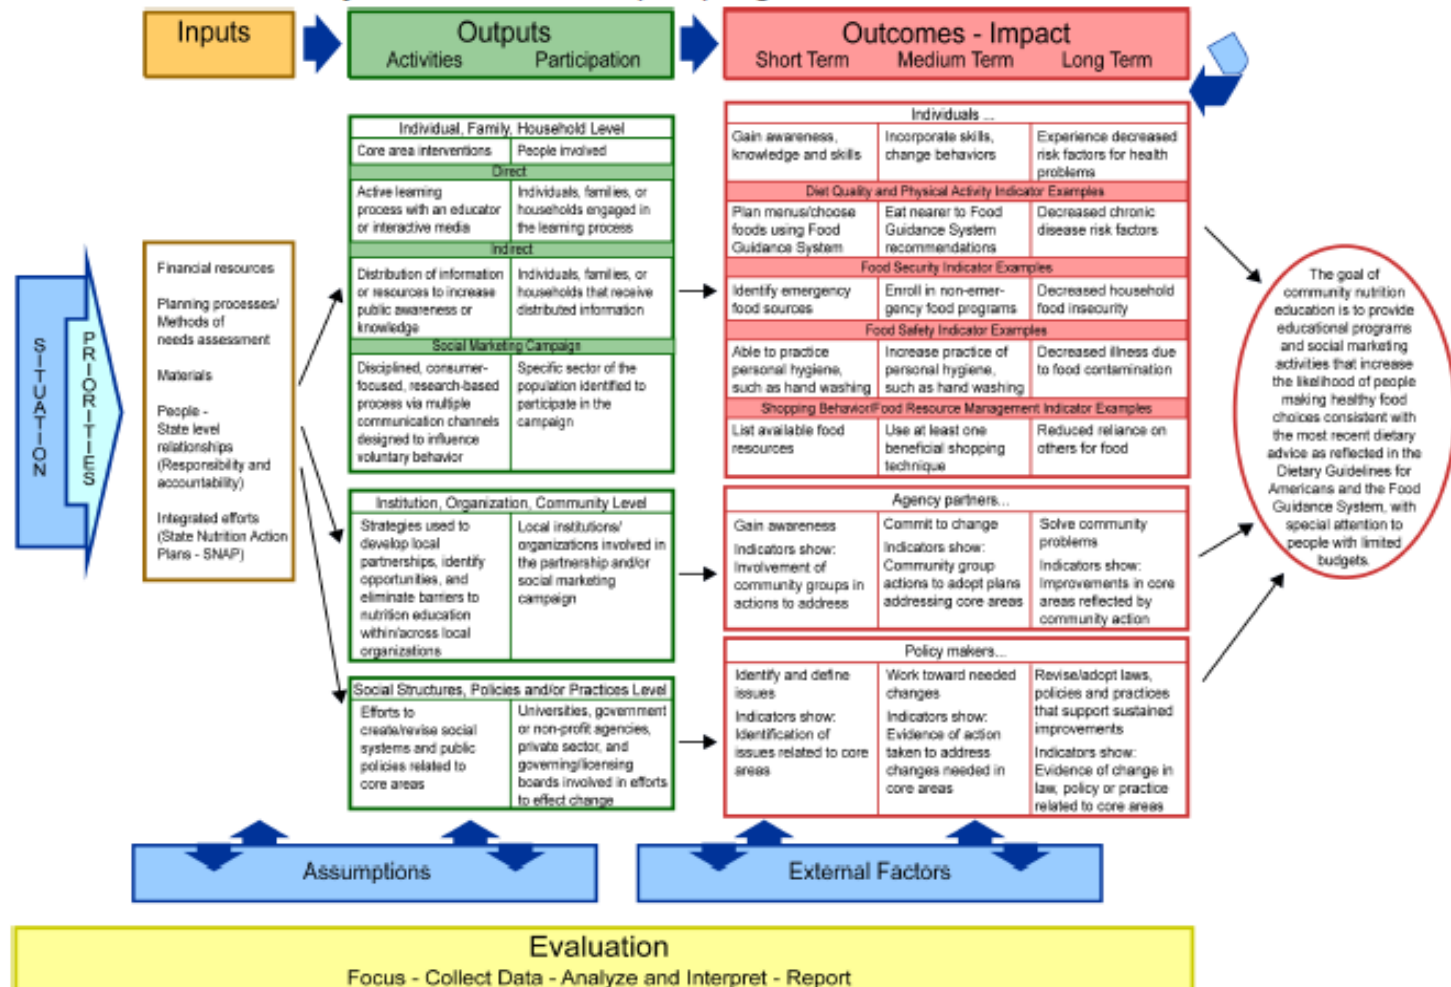 Inputs
Outputs
Activities Participation
Outcomes - Impact
Short Term Medium Term Long Term
SITUATION
PRIORITIES
Financial resources
Planning processes/
Methods of
needs assessment
Materials
People -
State level
relationships
(Responsibility and
accountability)
Integrated efforts
(State Nutrition Action
Plans - SNAP)
Individual, Family, Household Level
Core area interventions
People involved
Direct
Active learning
process with an educator
or interactive media
Individuals, families, or
households engaged in
the learning process
Indirect
Distribution of information
or resources to increase
public awareness or
knowledge
Individuals, families, or
households that receive
distributed information
Social Marketing Campaign
Disciplined, consumer-
focused, research-based
process via multiple
communication channels
designed to influence
voluntary behavior
Specific sector of the
population identified to
participate in the
campaign
Institution, Organization, Community Level
Strategies used to
develop local
partnerships, identify
opportunities, and
eliminate barriers to
nutrition education
within/across local
organizations
Local institutions/
organizations involved in
the partnership and/or
social marketing
campaign
Social Structures, Policies and/or Practices Level
Efforts to
create/revise social
systems and public
policies related to
core areas
Universities, government
or non-profit agencies,
private sector, and
governing/licensing
boards involved in efforts
to effect change
Individuals ...
Gain awareness,
knowledge and skills
Incorporate skills,
change behaviors
Experience decreased
risk factors for health
problems
Diet Quality and Physical Activity Indicator Examples
Plan menus/choose
foods using Food
Guidance System
Eat nearer to Food
Guidance System
recommendations
Decreased chronic
disease risk factors
Food Security Indicator Examples
Identify emergency
food sources
Enroll in non-emer-
gency food programs
Decreased household
food insecurity
Food Safety Indicator Examples
Able to practice
personal hygiene,
such as hand washing
Increase practice of
personal hygiene,
such as hand washing
Decreased illness due
to food contamination
Shopping Behavior/Food Resource Management Indicator Examples
List available food
resources
Use at least one
beneficial shopping
technique
Reduced reliance on
others for food
Agency partners...
Gain awareness
Indicators show:
Involvement of
community groups in
actions to address
Commit to change
Indicators show:
Community group
actions to adopt plans
addressing core areas
Solve community
problems
Indicators show:
Improvements in core
areas reflected by
community action
Policy makers...
Identify and define
issues
Indicators show:
Identification of
issues related to core
areas
Work toward needed
changes
Indicators show:
Evidence of action
taken to address
changes needed in
core areas
Revise/adopt laws,
policies and practices
that support sustained
improvements
Indicators show:
Evidence of change in
law, policy or practice
related to core areas
The goal of
community nutrition
education is to provide
educational programs
and social marketing
activities that increase
the likelihood of people
making healthy food
choices consistent with
the most recent dietary
advice as reflected in the
Dietary Guidelines for
Americans and the Food
Guidance System, with
special attention to
people with limited
budgets.
Assumptions
External Factors
Evaluation
Focus - Collect Data - Analyze and Interpret - Report